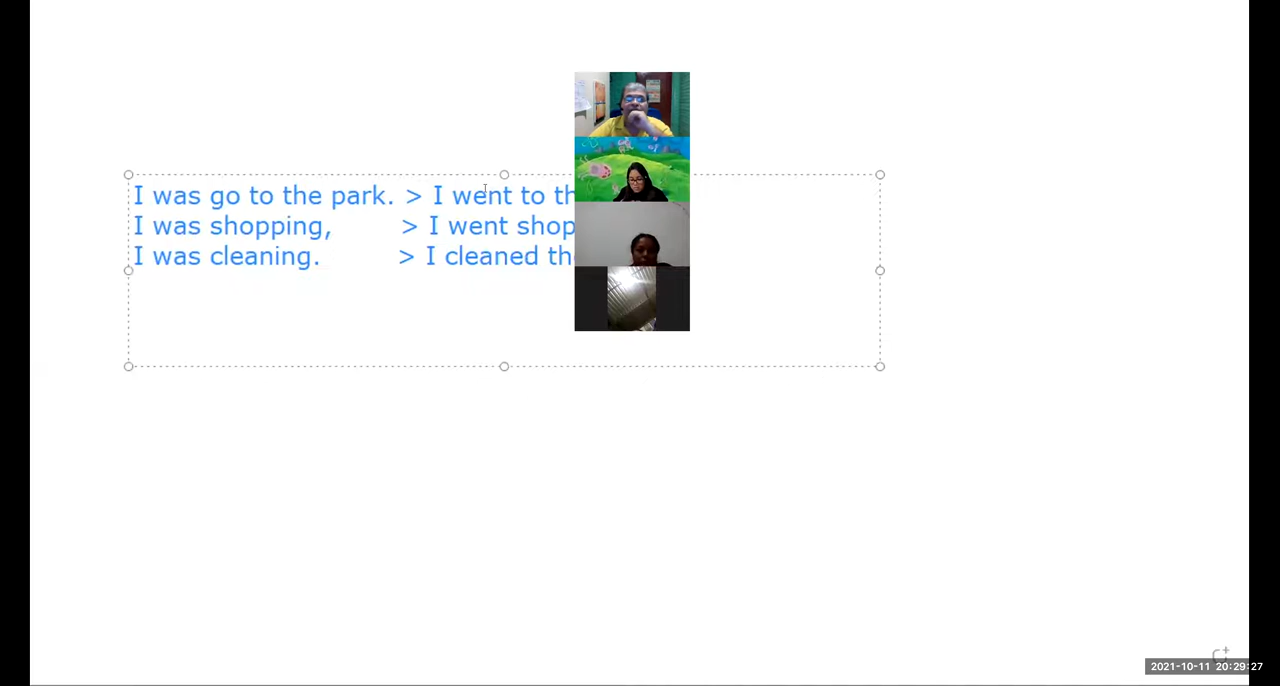 I was go to the park. > I went to th
I was shopping, > I went shop
I was cleaning. > I cleaned th
2021-10-11 20:29:27